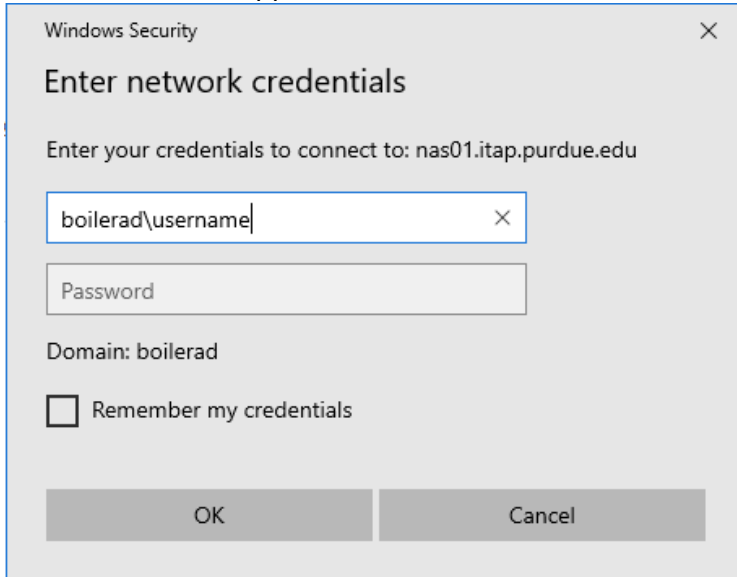 Windows Security
Enter network credentials
Enter your credentials to connect to: nas01.itap.purdue.edu
boilerad\username
Password
Domain: boilerad
Remember my credentials
OK
Cancel